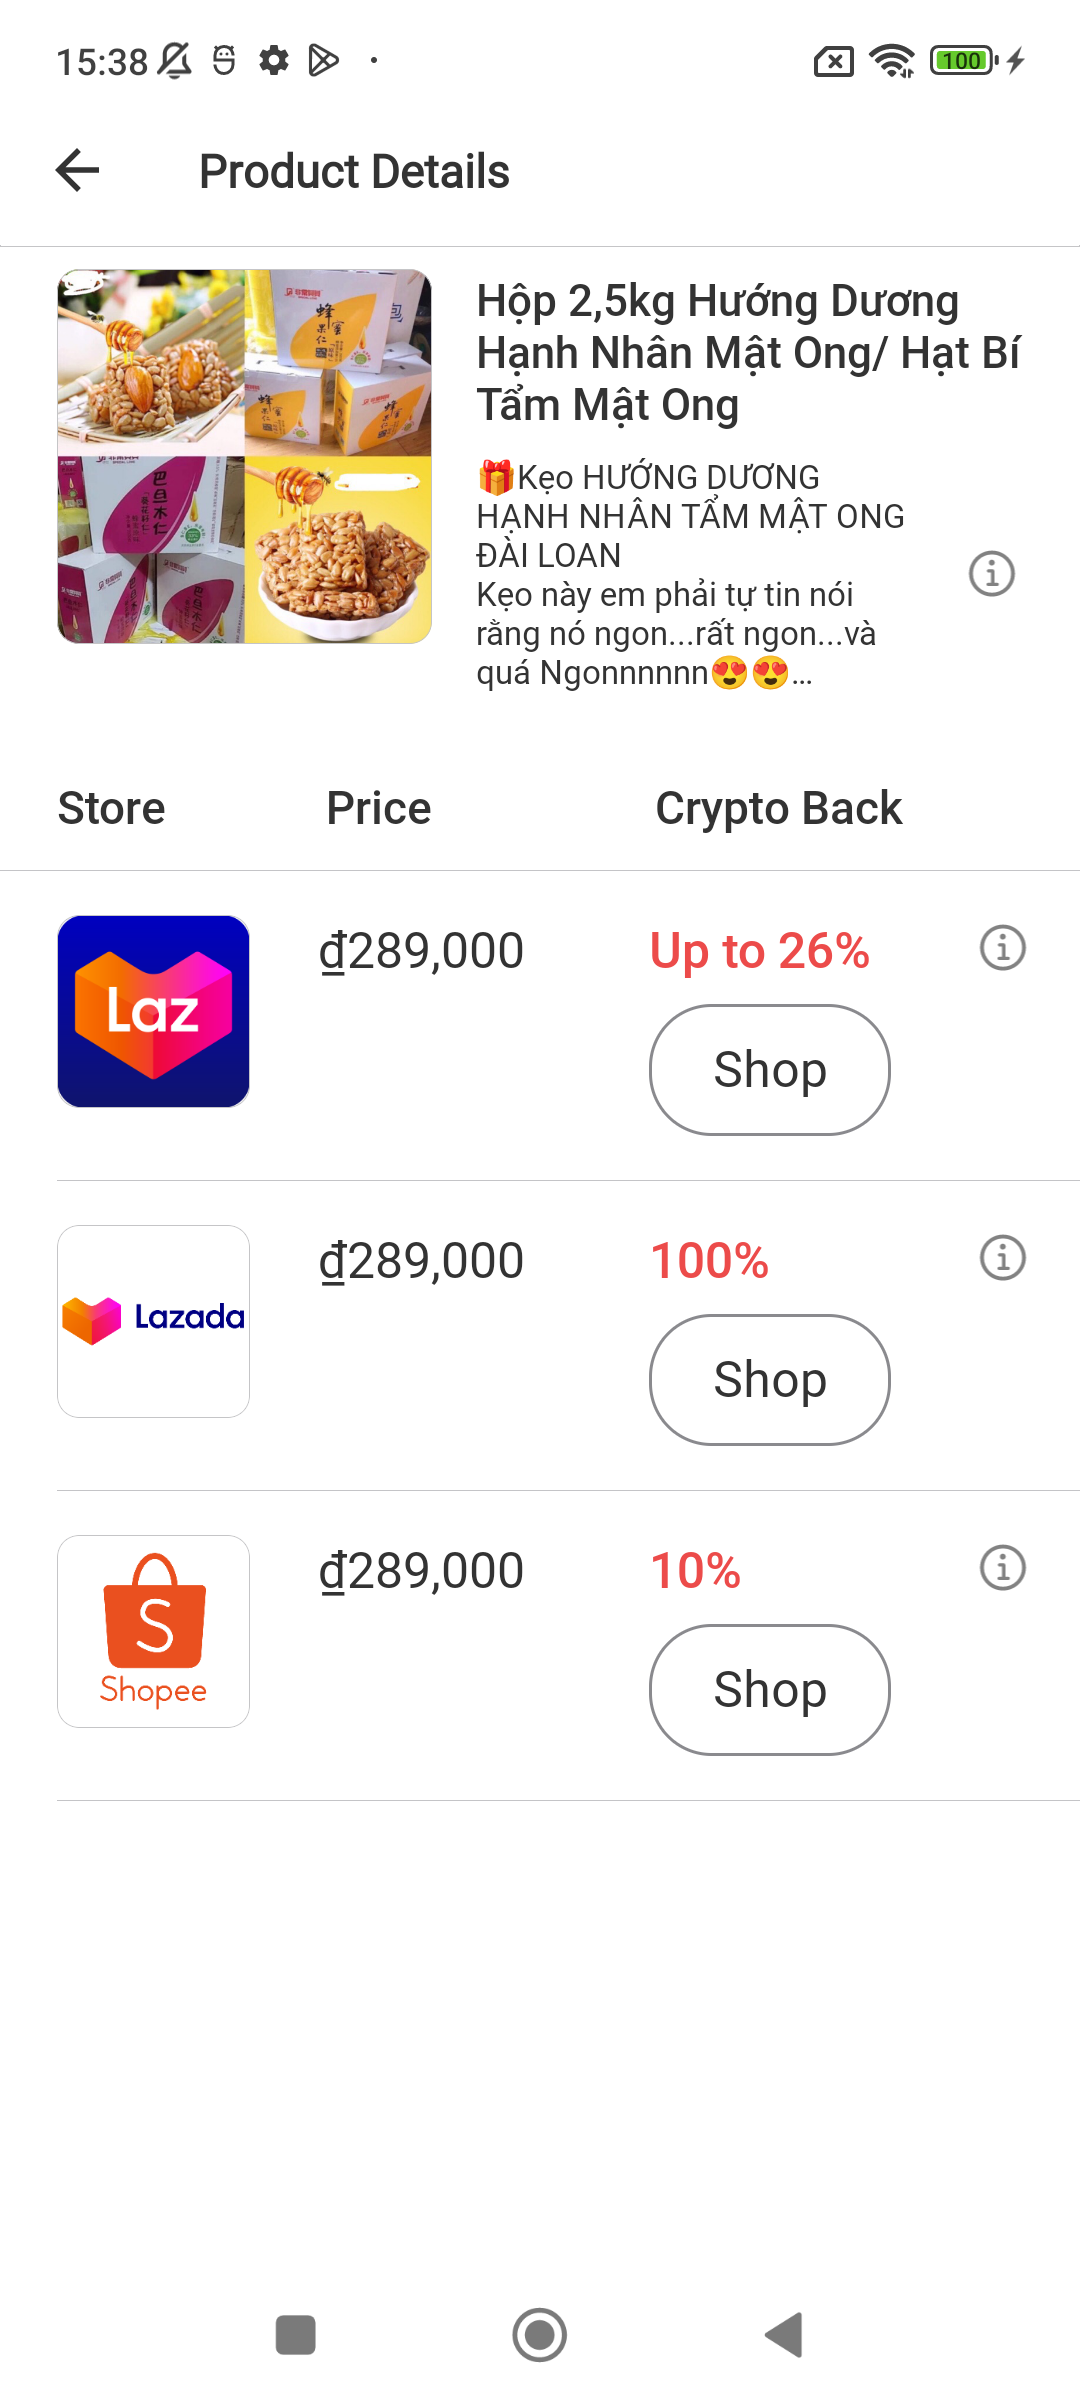 15:38
100
Product Details
Hộp 2,5kg Hướng Dương
Hạnh Nhân Mật Ong/ Hạt Bí
Tẩm Mật Ong
🎁Kẹo HƯỚNG DƯƠNG
HẠNH NHÂN TẨM MẬT ONG
ĐÀI LOAN
Kẹo này em phải tự tin nói
rằng nó ngon...rất ngon...và
quá Ngonnnnnn😍😍...
Store Price Crypto Back
Laz
₫289,000
Up to 26%
Shop
Lazada
₫289,000
100%
Shop
S
Shopee
₫289,000
10%
Shop